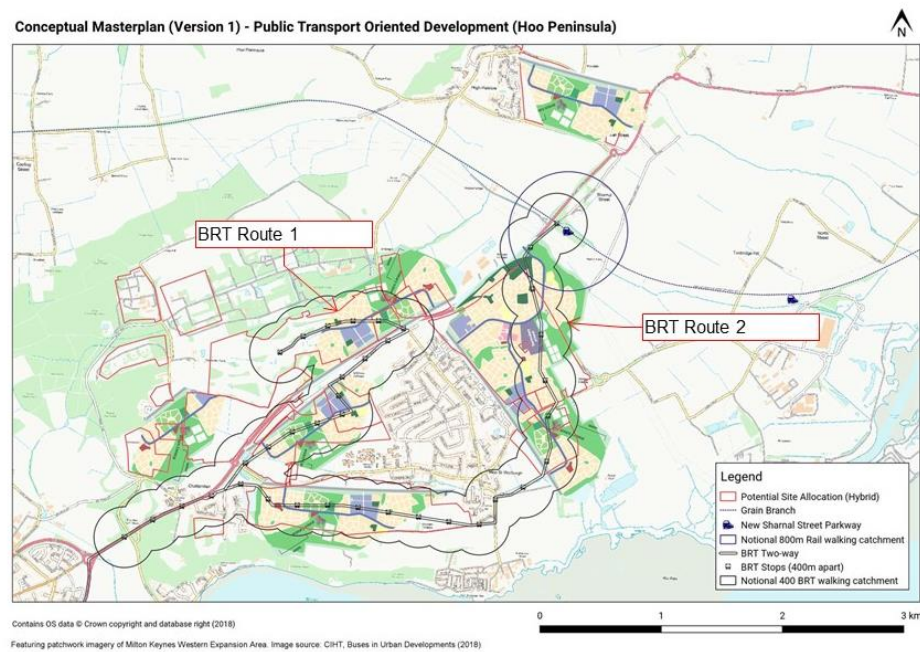 Conceptual Masterplan (Version 1) - Public Transport Oriented Development (Hoo Peninsula)
N
High Halstow
BRT Route 1
BRT Route 2
Chattenden
Legend
Potential Site Allocation (Hybrid)
Grain Branch
New Sharnal Street Parkway
Notional 800m Rail walking catchment
BRT Two-way
BRT Stops (400m apart)
Notional 400 BRT walking catchment
0 1 2 3 km
Contains OS data © Crown copyright and database right (2018)
Featuring patchwork imagery of Milton Keynes Western Expansion Area. Image source: CIHT, Buses in Urban Developments (2018)